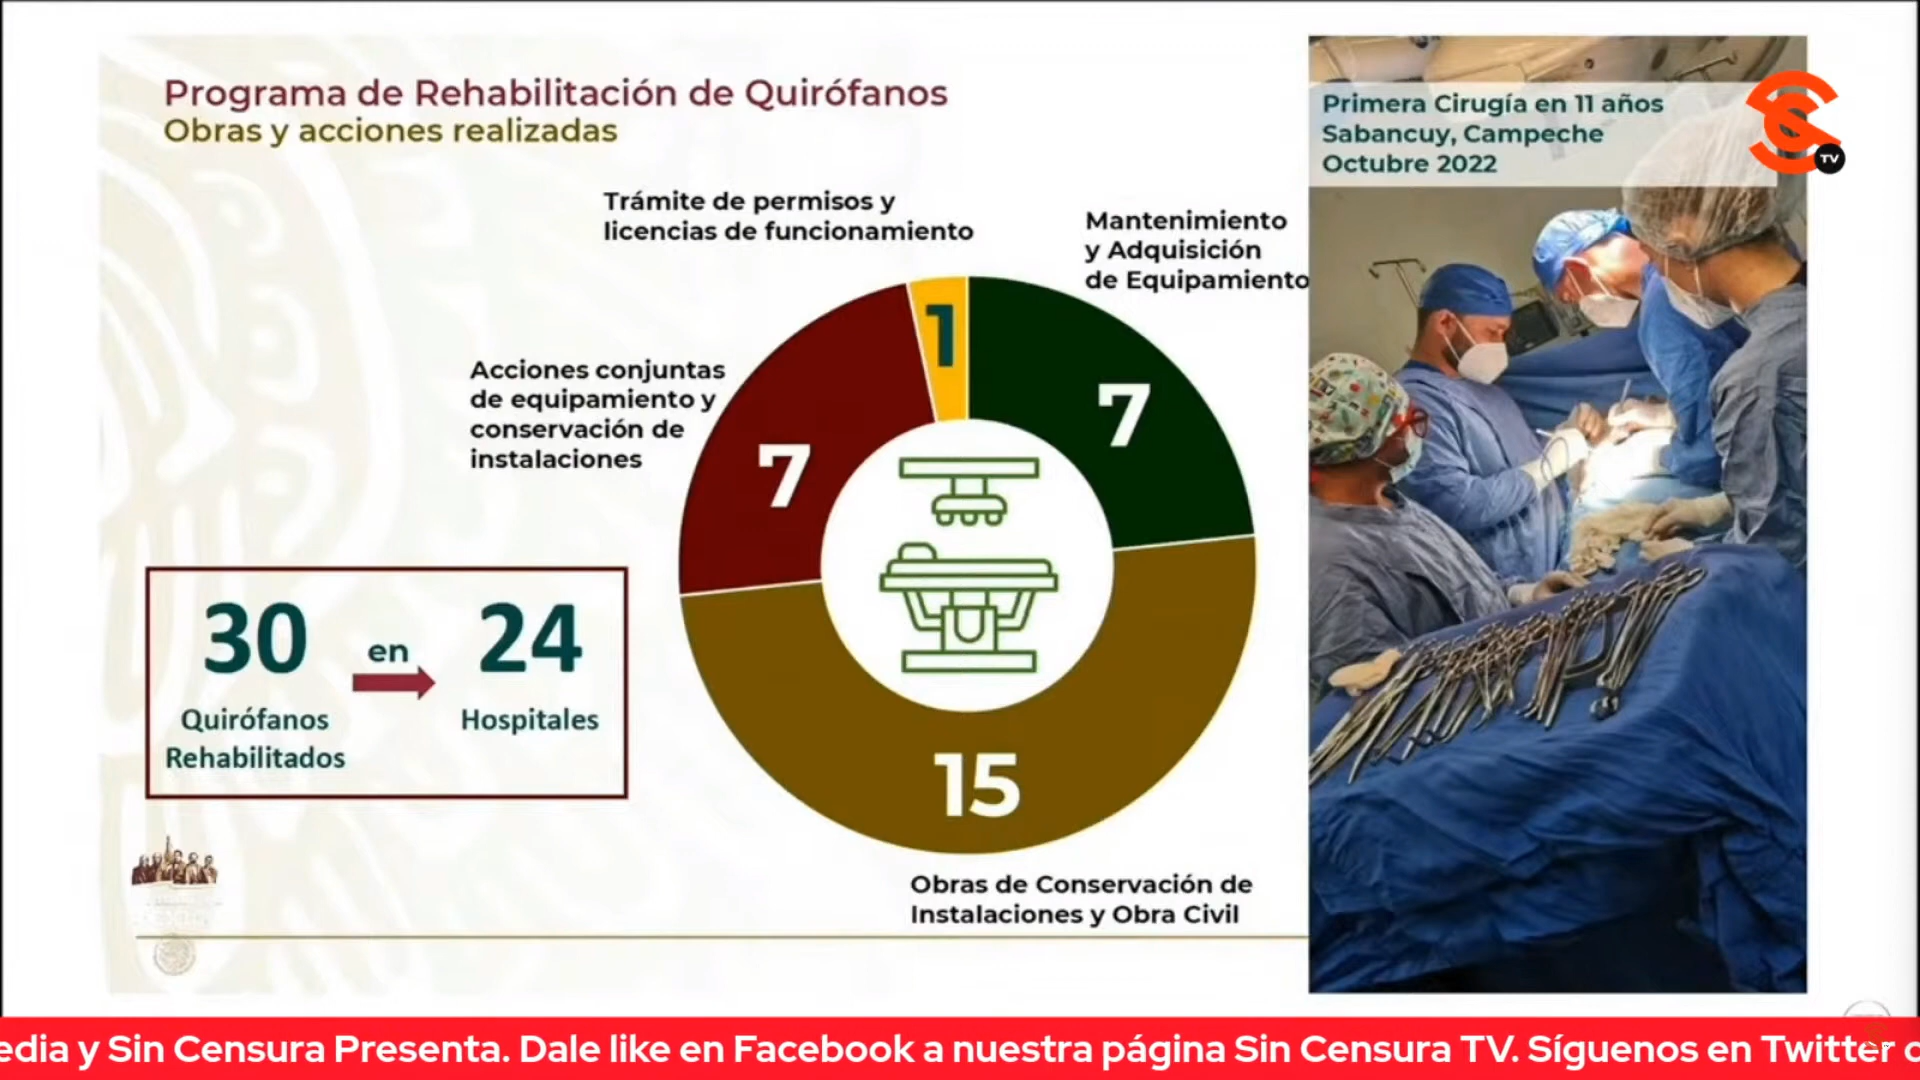 Programa de Rehabilitación de Quirófanos
Obras y acciones realizadas
Primera Cirugía en 11 años
Sabancuy, Campeche
Octubre 2022
TV
Trámite de permisos y
licencias de funcionamiento
Mantenimiento
y Adquisición
de Equipamiento
1
7
Acciones conjuntas
de equipamiento y
conservación de
instalaciones
7
30
en
24
Quirófanos
Rehabilitados
Hospitales
15
Obras de Conservación de
Instalaciones y Obra Civil
edia y Sin Censura Presenta. Dale like en Facebook a nuestra página Sin Censura TV. Síguenos en Twitter